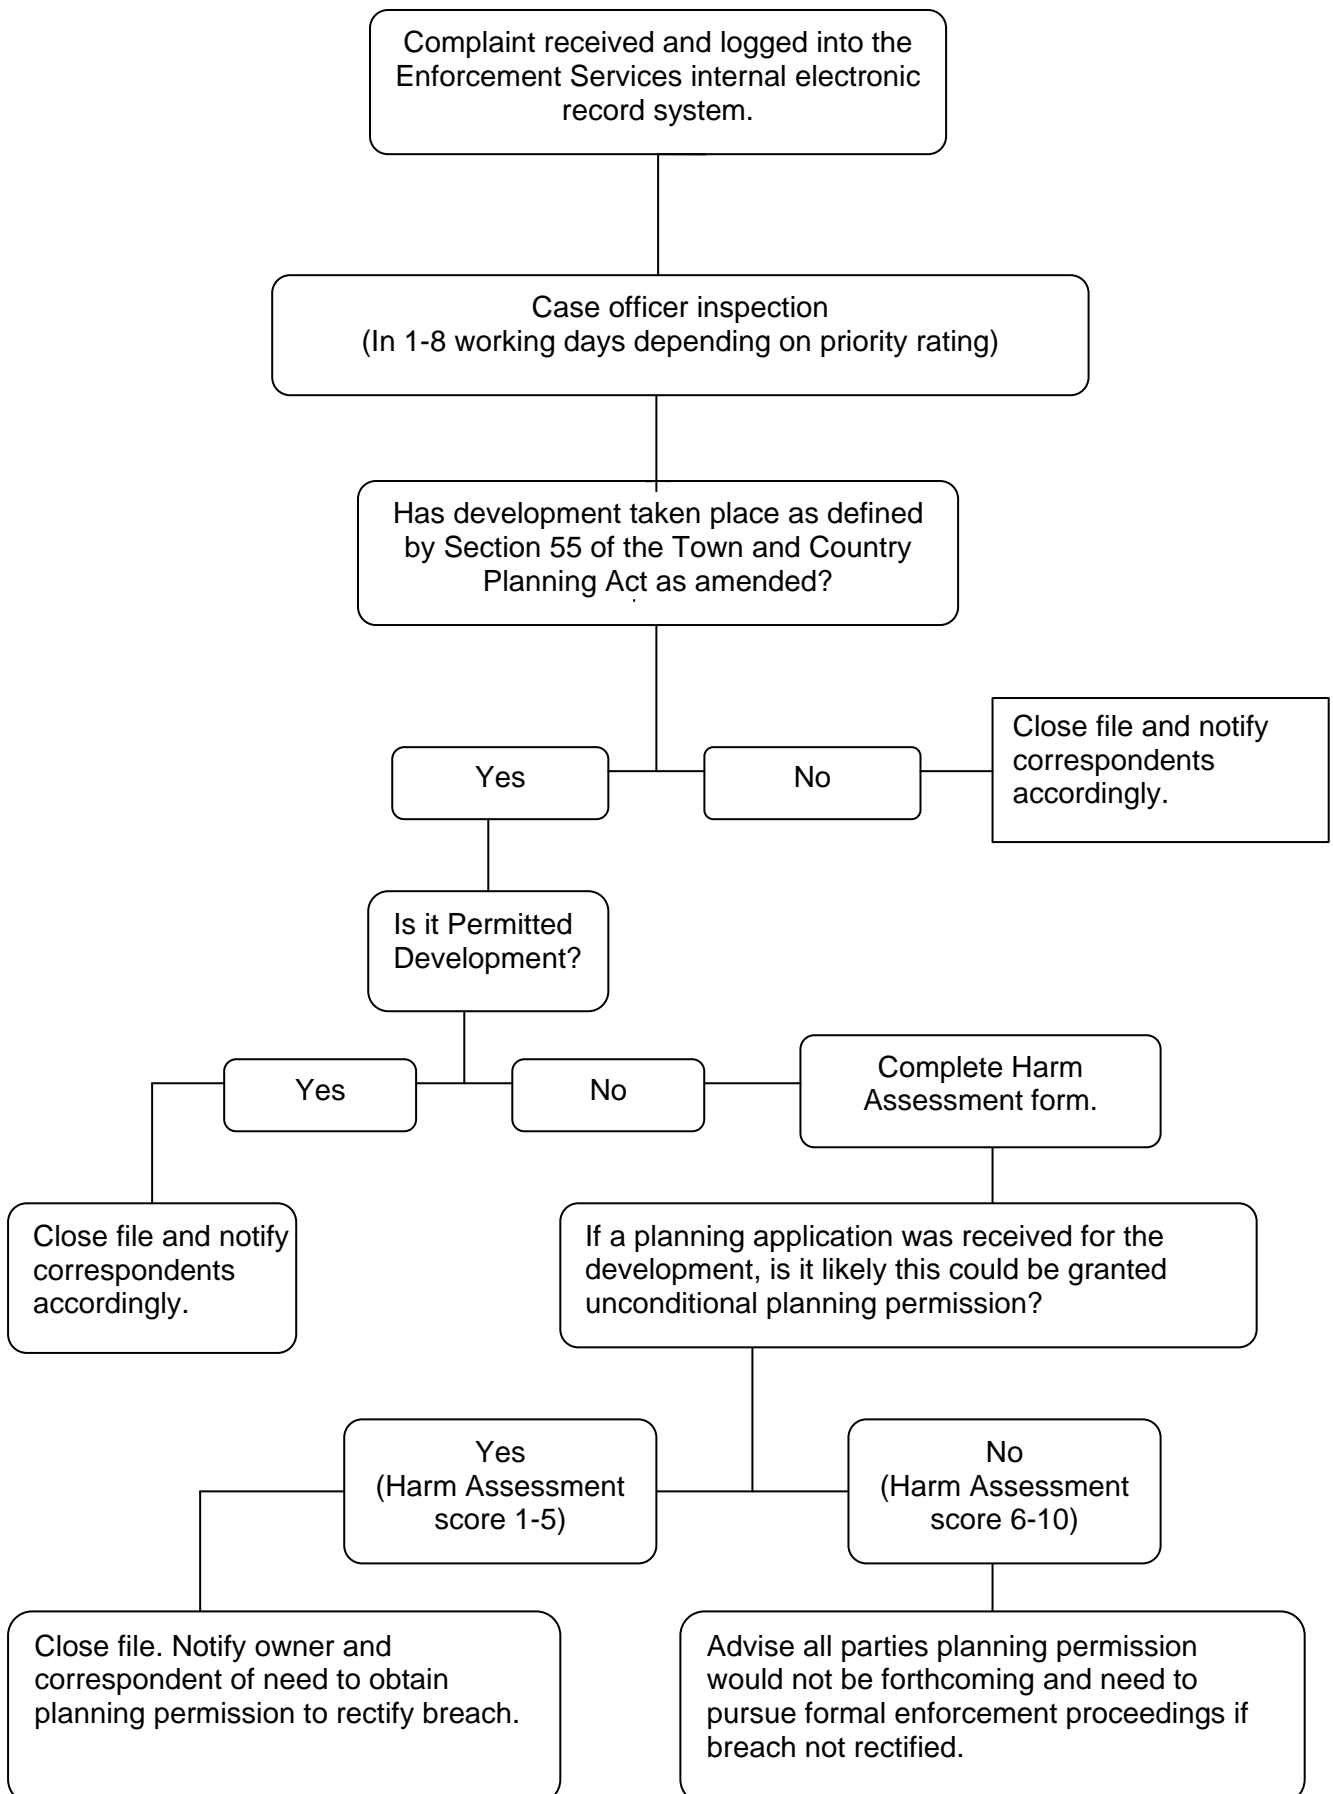 Complaint received and logged into the
Enforcement Services internal electronic
record system.
Case officer inspection
(In 1-8 working days depending on priority rating)
Has development taken place as defined
by Section 55 of the Town and Country
Planning Act as amended?
Yes
No
Close file and notify
correspondents
accordingly.
Is it Permitted
Development?
Yes
No
Complete Harm
Assessment form.
Close file and notify
correspondents
accordingly.
If a planning application was received for the
development, is it likely this could be granted
unconditional planning permission?
Yes
(Harm Assessment
score 1-5)
No
(Harm Assessment
score 6-10)
Close file. Notify owner and
correspondent of need to obtain
planning permission to rectify breach.
Advise all parties planning permission
would not be forthcoming and need to
pursue formal enforcement proceedings if
breach not rectified.